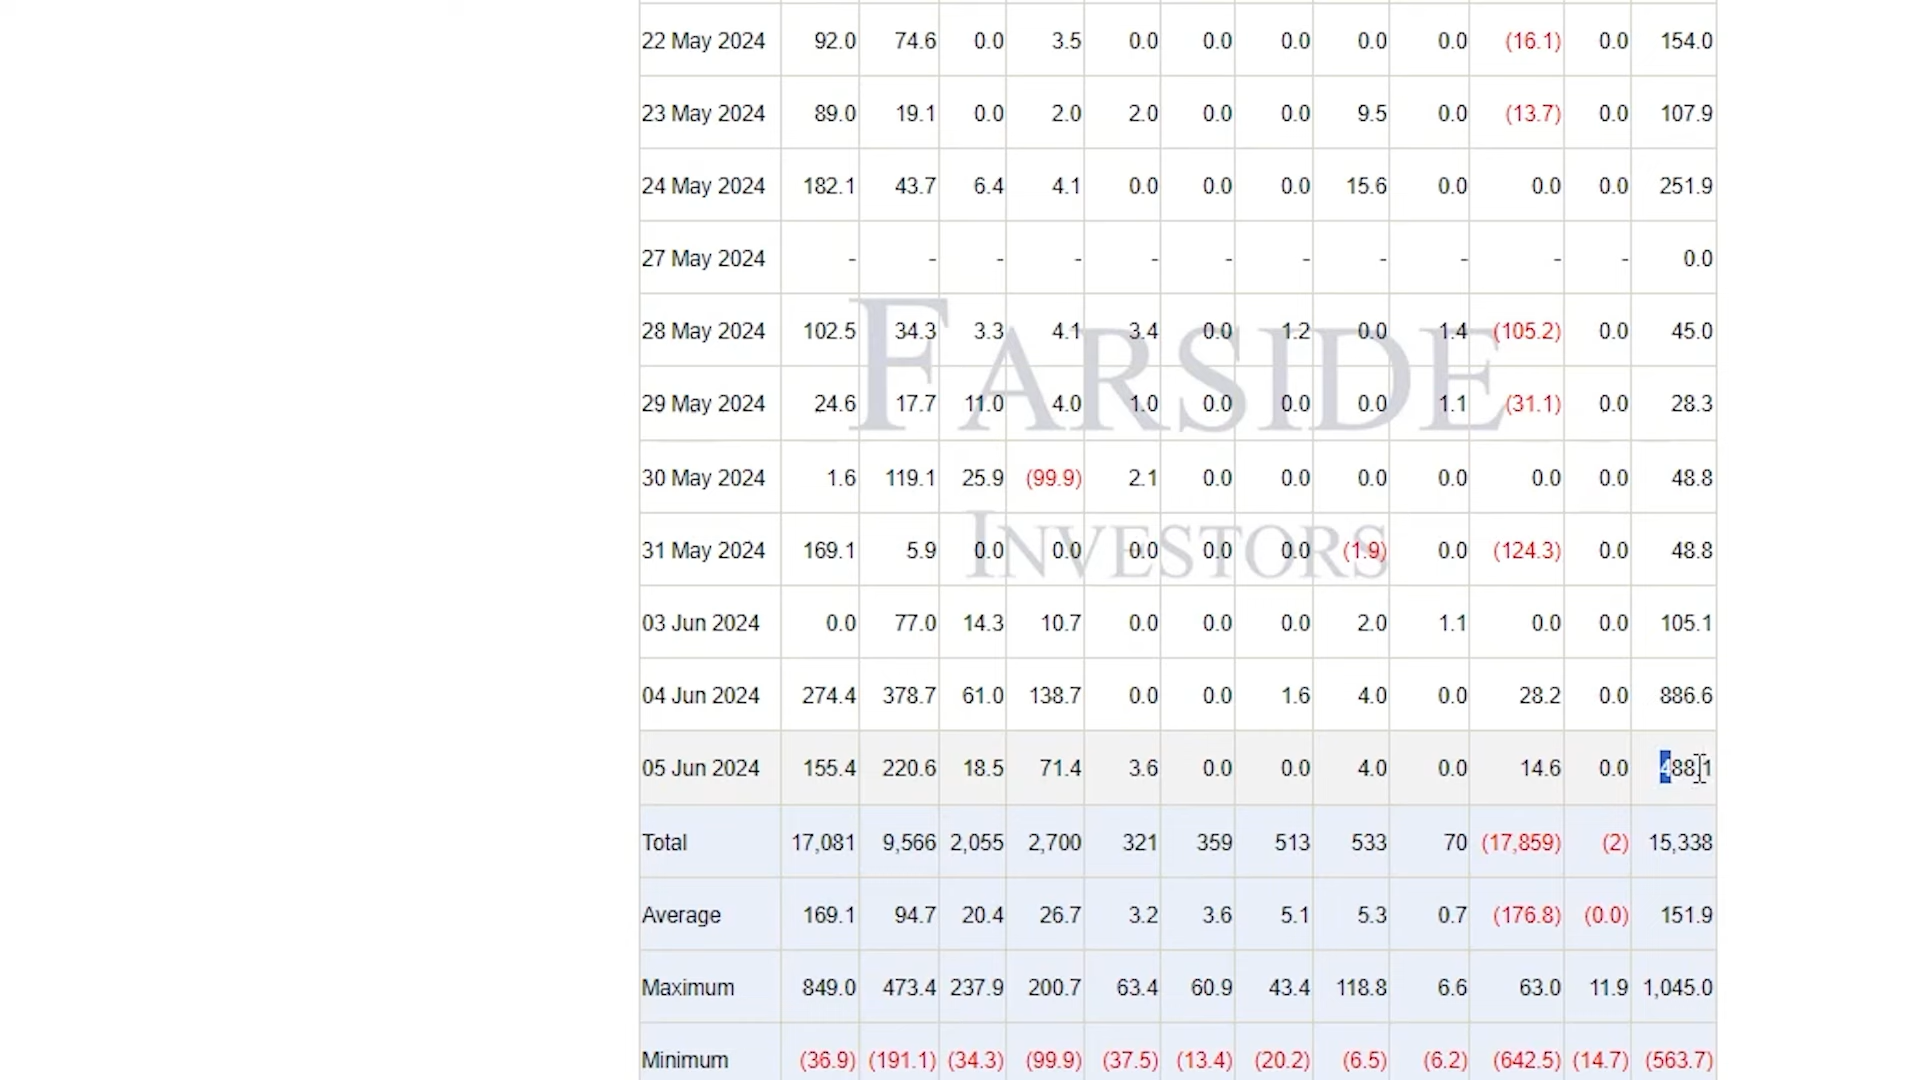 22 May 2024 92.0 74.6 0.0 3.5 0.0 0.0 0.0 0.0 0.0 (16.1) 0.0 154.0
23 May 2024 89.0 19.1 0.0 2.0 2.0 0.0 0.0 9.5 0.0 (13.7) 0.0 107.9
24 May 2024 182.1 43.7 6.4 4.1 0.0 0.0 0.0 15.6 0.0 0.0 0.0 251.9
27 May 2024 - - - - - - - - - - - 0.0
28 May 2024 102.5 34.3 3.3 4.1 3.4 0.0 1.2 0.0 1.4 (105.2) 0.0 45.0
FARSIDE
29 May 2024 24.6 17.7 11.0 4.0 1.0 0.0 0.0 0.0 1.1 (31.1) 0.0 28.3
30 May 2024 1.6 119.1 25.9 (99.9) 2.1 0.0 0.0 0.0 0.0 0.0 0.0 48.8
INVESTORS
31 May 2024 169.1 5.9 0.0 0.0 0.0 0.0 0.0 (1.9) 0.0 (124.3) 0.0 48.8
03 Jun 2024 0.0 77.0 14.3 10.7 0.0 0.0 0.0 2.0 1.1 0.0 0.0 105.1
04 Jun 2024 274.4 378.7 61.0 138.7 0.0 0.0 1.6 4.0 0.0 28.2 0.0 886.6
05 Jun 2024 155.4 220.6 18.5 71.4 3.6 0.0 0.0 4.0 0.0 14.6 0.0 488.1
Total 17,081 9,566 2,055 2,700 321 359 513 533 70 (17,859) (2) 15,338
Average 169.1 94.7 20.4 26.7 3.2 3.6 5.1 5.3 0.7 (176.8) (0.0) 151.9
Maximum 849.0 473.4 237.9 200.7 63.4 60.9 43.4 118.8 6.6 63.0 11.9 1,045.0
Minimum (36.9) (191.1) (34.3) (99.9) (37.5) (13.4) (20.2) (6.5) (6.2) (642.5) (14.7) (563.7)